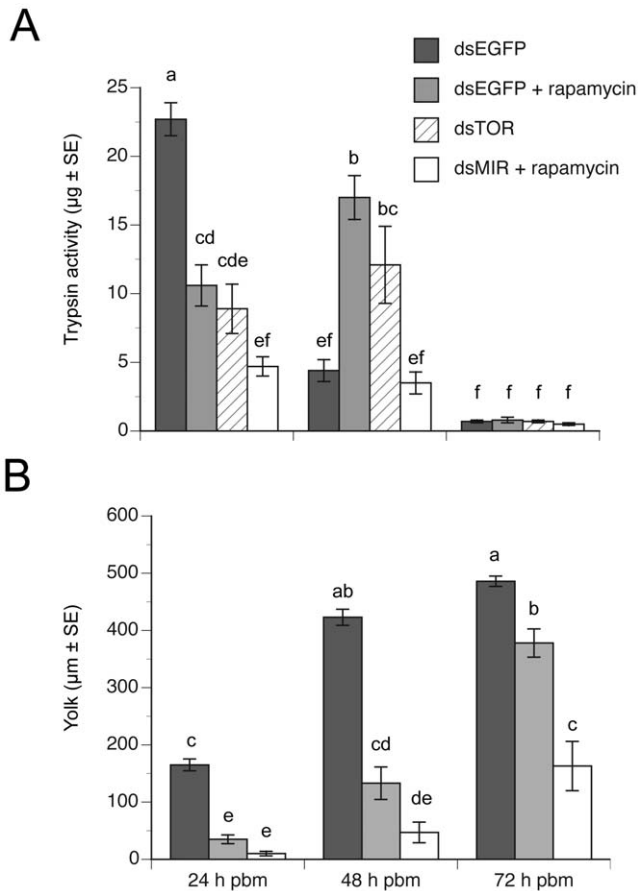 A
dsEGFP
dsEGFP + rapamycin
dsTOR
dsMIR + rapamycin
Trypsin activity (µg ± SE)
25
20
15
10
5
0
a
cd
cde
ef
ef
b
bc
ef
f f f f
B
Yolk (µm ± SE)
600
500
400
300
200
100
0
c
e
e
ab
cd
de
a
b
c
24 h pbm 48 h pbm 72 h pbm